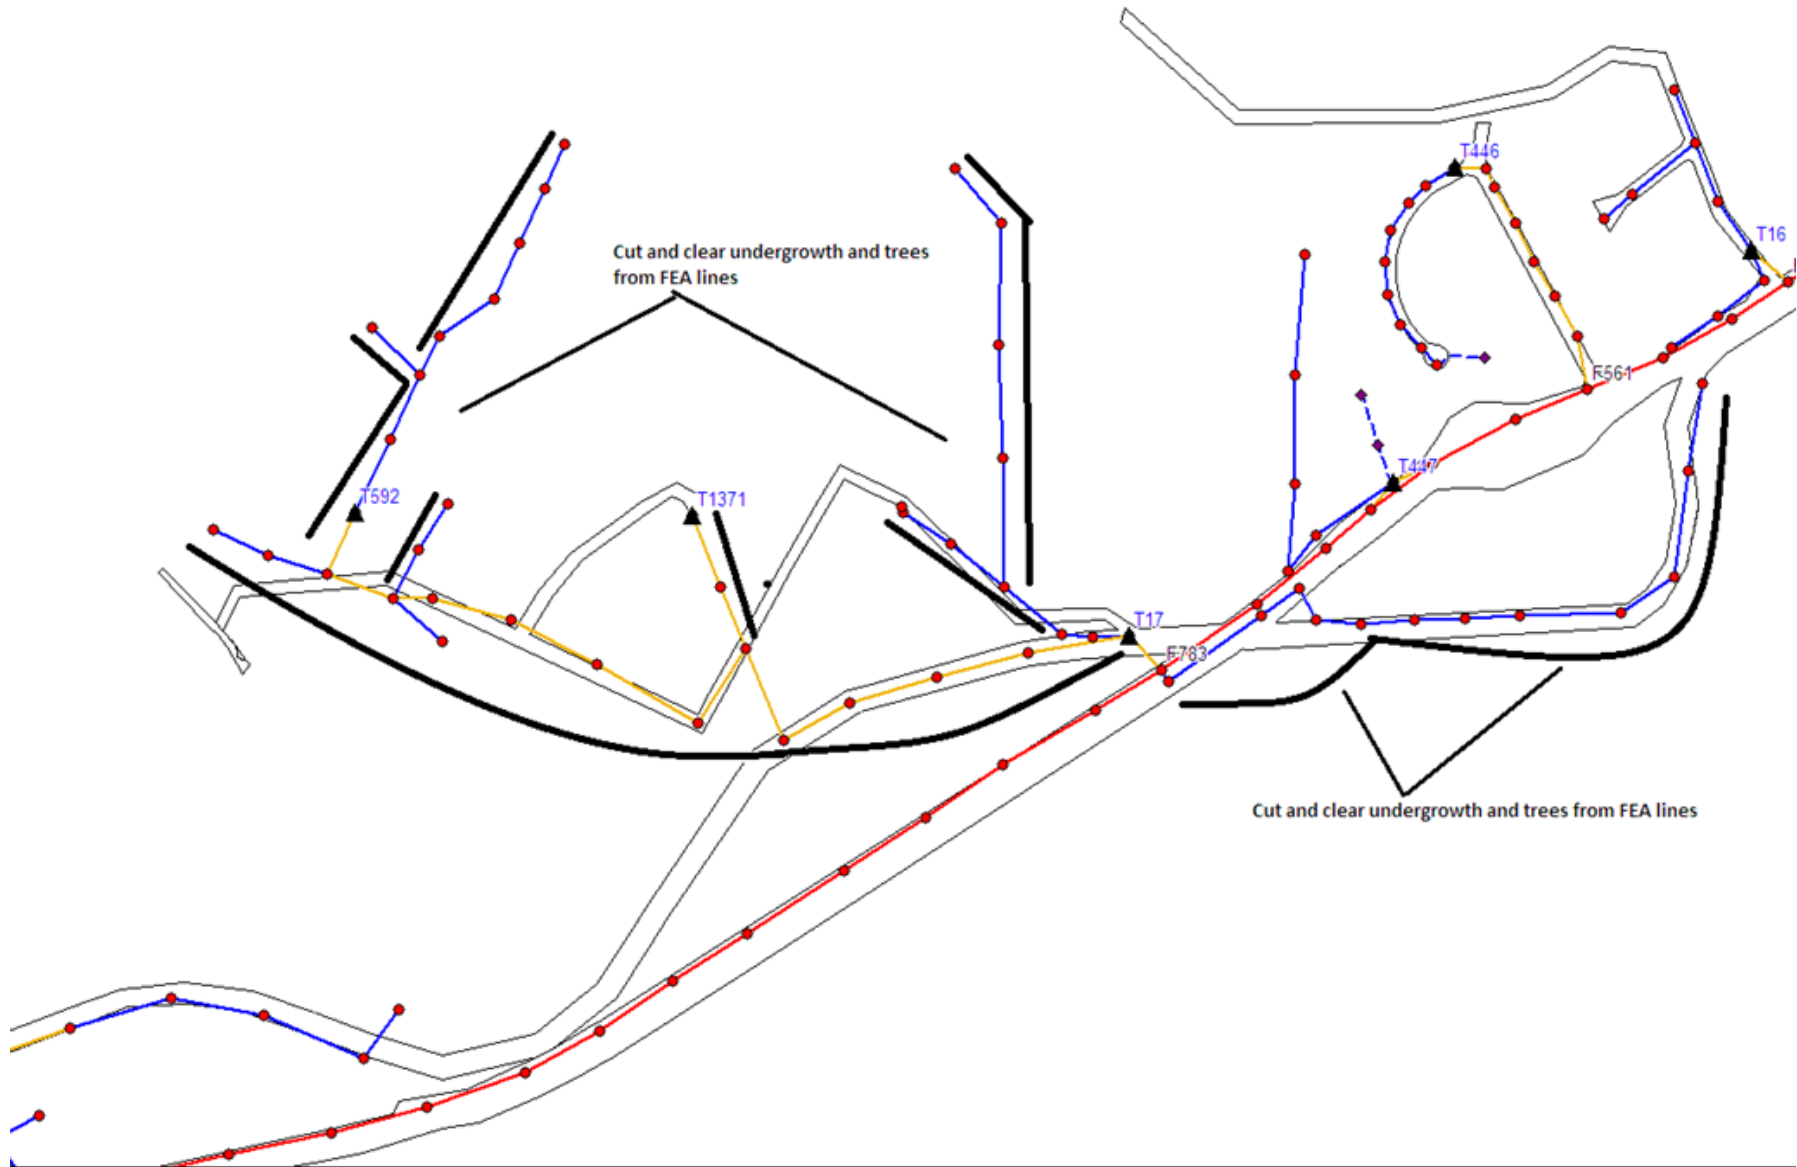 T446
T16
Cut and clear undergrowth and trees
from FEA lines
F561
T447
T592
T1371
T17
F783
Cut and clear undergrowth and trees from FEA lines